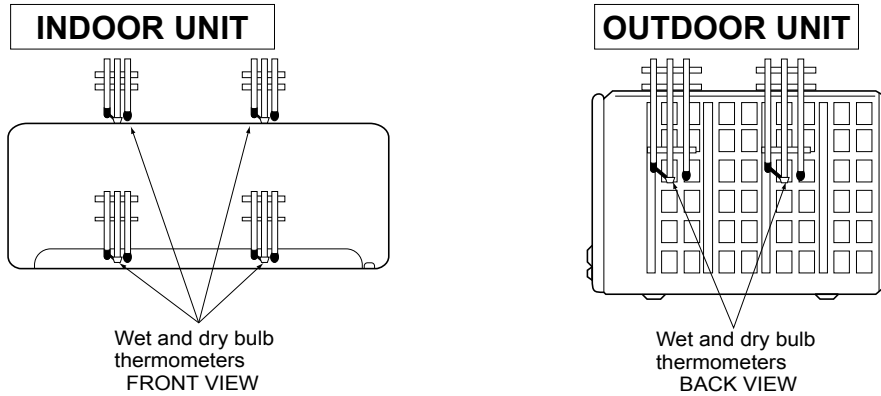 INDOOR UNIT
Wet and dry bulb
thermometers
FRONT VIEW
OUTDOOR UNIT
Wet and dry bulb
thermometers
BACK VIEW